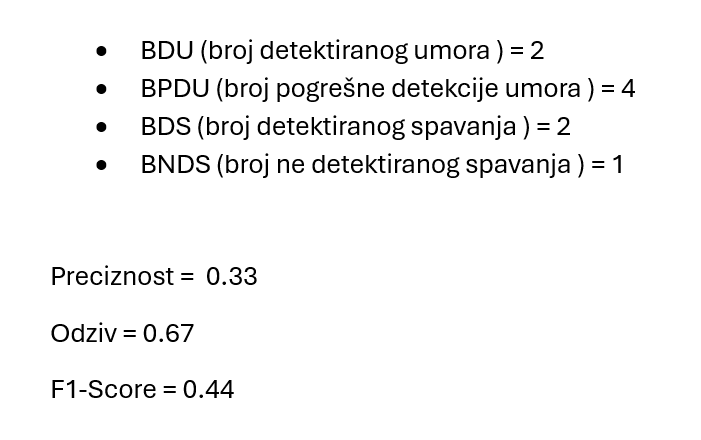 • BDU (broj detektiranog umora ) = 2
• BPDU (broj pogrešne detekcije umora ) = 4
• BDS (broj detektiranog spavanja ) = 2
• BNDS (broj ne detektiranog spavanja ) = 1
Preciznost =  0.33
Odziv = 0.67
F1-Score = 0.44